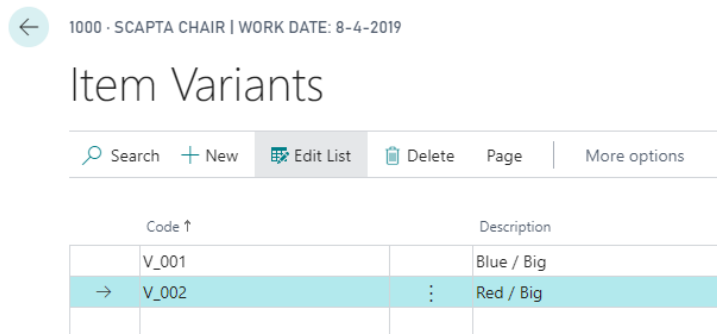 1000 · SCAPTA CHAIR | WORK DATE: 8-4-2019
Item Variants
Search New Edit List Delete Page More options
Code ↑ Description
V_001 Blue / Big
V_002 Red / Big